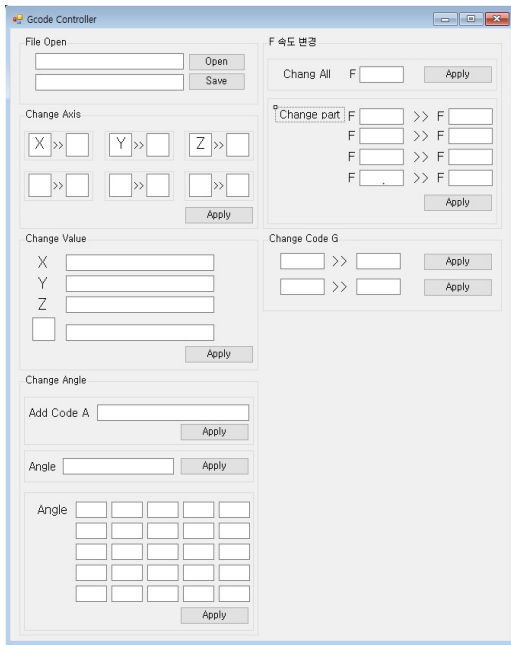 Gcode Controller
File Open
Open
Save
Change Axis
X >> Y >> Z >>
>> >> >>
Apply
Change Value
X
Y
Z
Apply
Change Angle
Add Code A
Apply
Angle Apply
Angle
Apply
F 속도 변경
Chang All F Apply
Change part F >> F
F >> F
F >> F
F . >> F
Apply
Change Code G
>> Apply
>> Apply